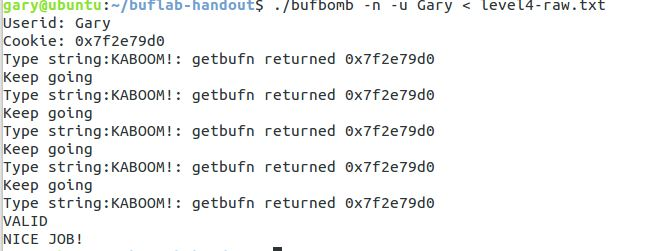 gary@ubuntu:~/buflab-handout$ ./bufbomb -n -u Gary < level4-raw.txt
Userid: Gary
Cookie: 0x7f2e79d0
Type string:KABOOM!: getbufn returned 0x7f2e79d0
Keep going
Type string:KABOOM!: getbufn returned 0x7f2e79d0
Keep going
Type string:KABOOM!: getbufn returned 0x7f2e79d0
Keep going
Type string:KABOOM!: getbufn returned 0x7f2e79d0
Keep going
Type string:KABOOM!: getbufn returned 0x7f2e79d0
VALID
NICE JOB!